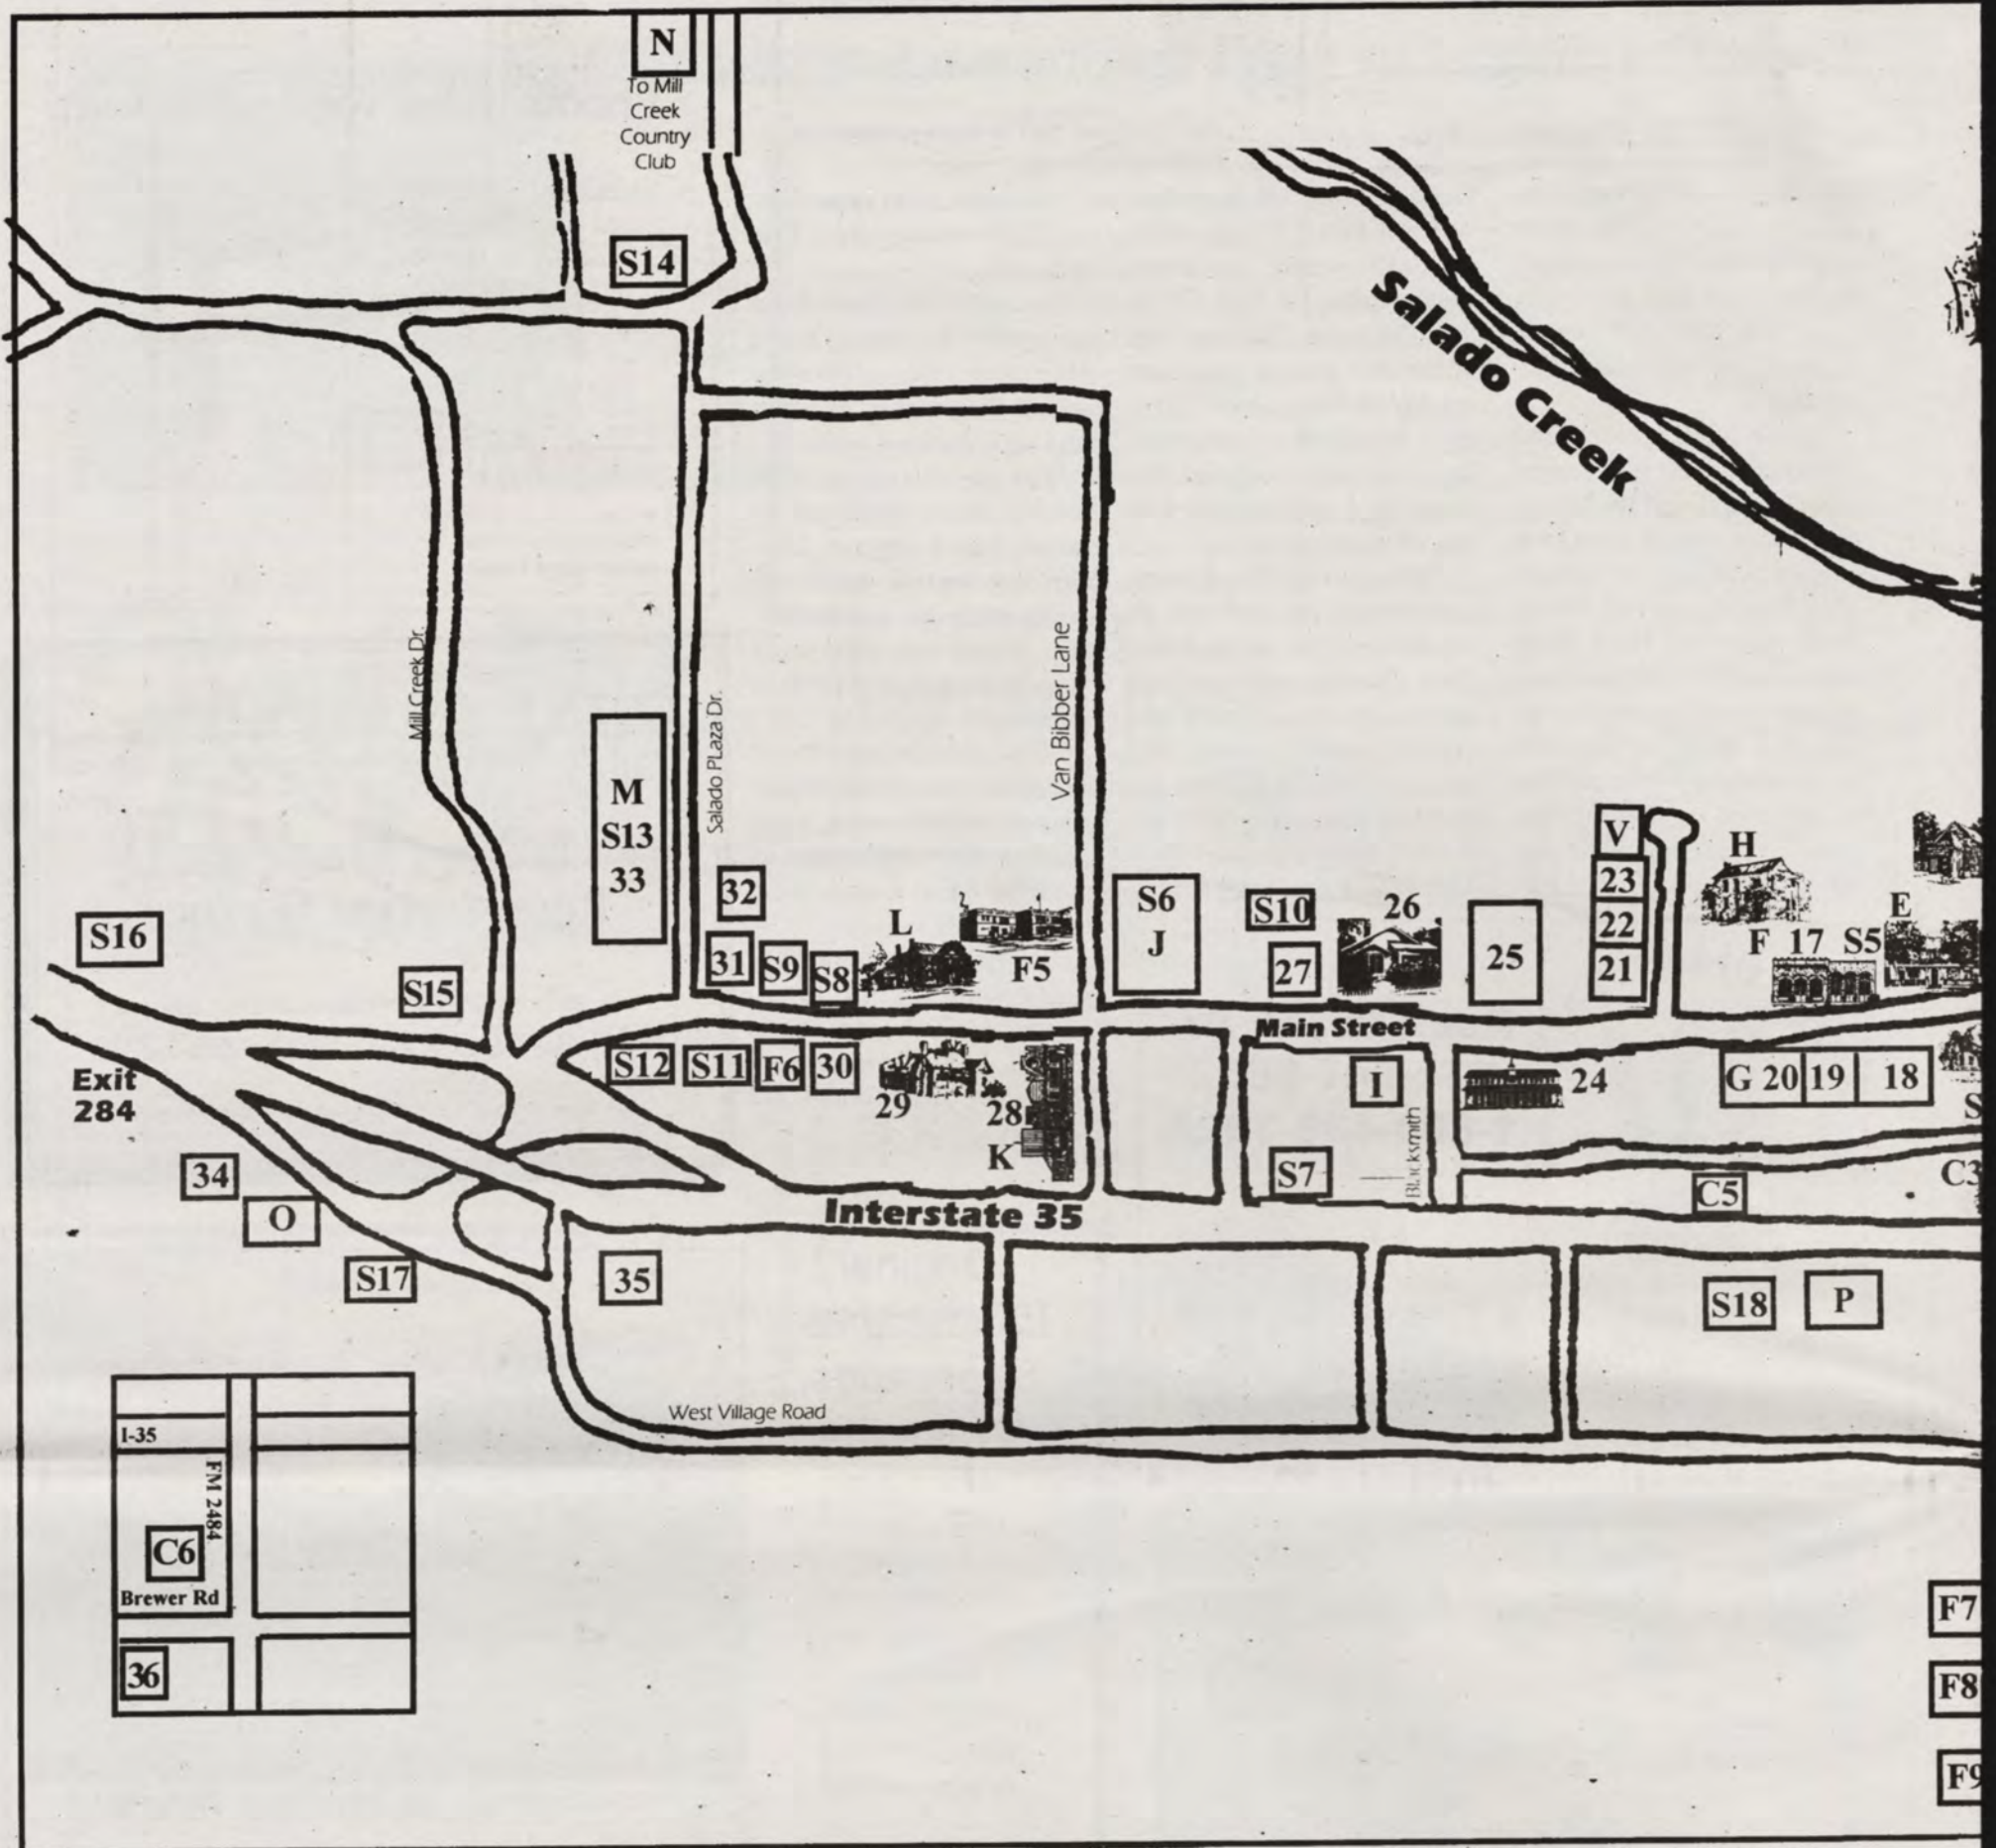 N
To Mill
Creek
Country
Club
S14
Salado Creek
Mill Creek Dr.
Salado PLaza Dr.
Van Bibber Lane
M
S13
33
32
31
S9
S8
L
F5
S6
J
S10
27
26
25
V
23
22
21
H
F 17 S5
E
S16
S15
Main Street
S12
S11
F6
30
29
28
K
I
Blacksmith
24
G 20 19 18
S
S7
C5
C3
Exit
284
34
O
S17
Interstate 35
35
S18
P
West Village Road
I-35
FM 2484
C6
Brewer Rd
36
F7
F8
F9